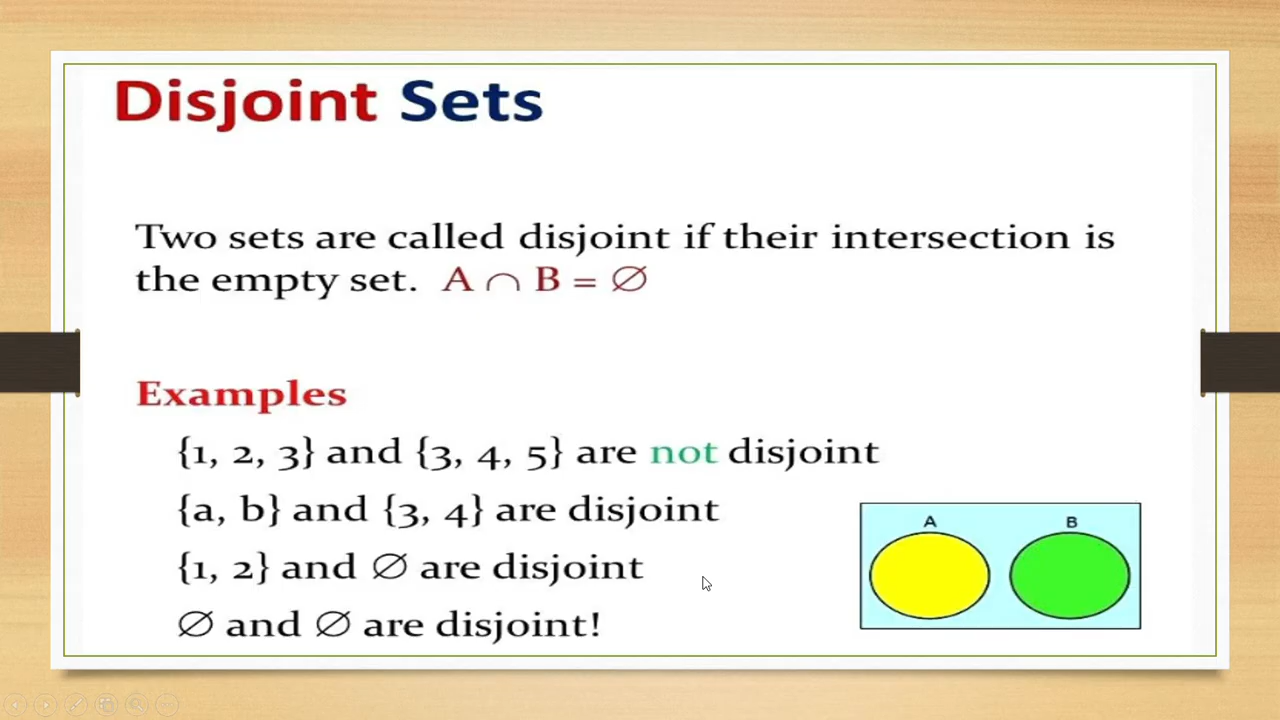 Disjoint Sets
Two sets are called disjoint if their intersection is
the empty set. A ∩ B = ∅
Examples
{1, 2, 3} and {3, 4, 5} are not disjoint
{a, b} and {3, 4} are disjoint
{1, 2} and ∅ are disjoint
∅ and ∅ are disjoint!
A B